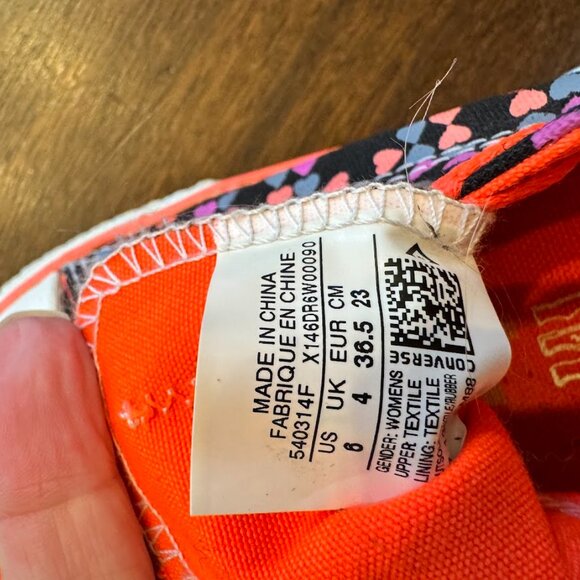 MADE IN CHINA
FABRIQUE EN CHINE
540314F X146DR6W00090
US UK EUR CM
6 4 36.5 23
GENDER: WOMENS
UPPER: TEXTILE
LINING: TEXTILE
CONVERSE